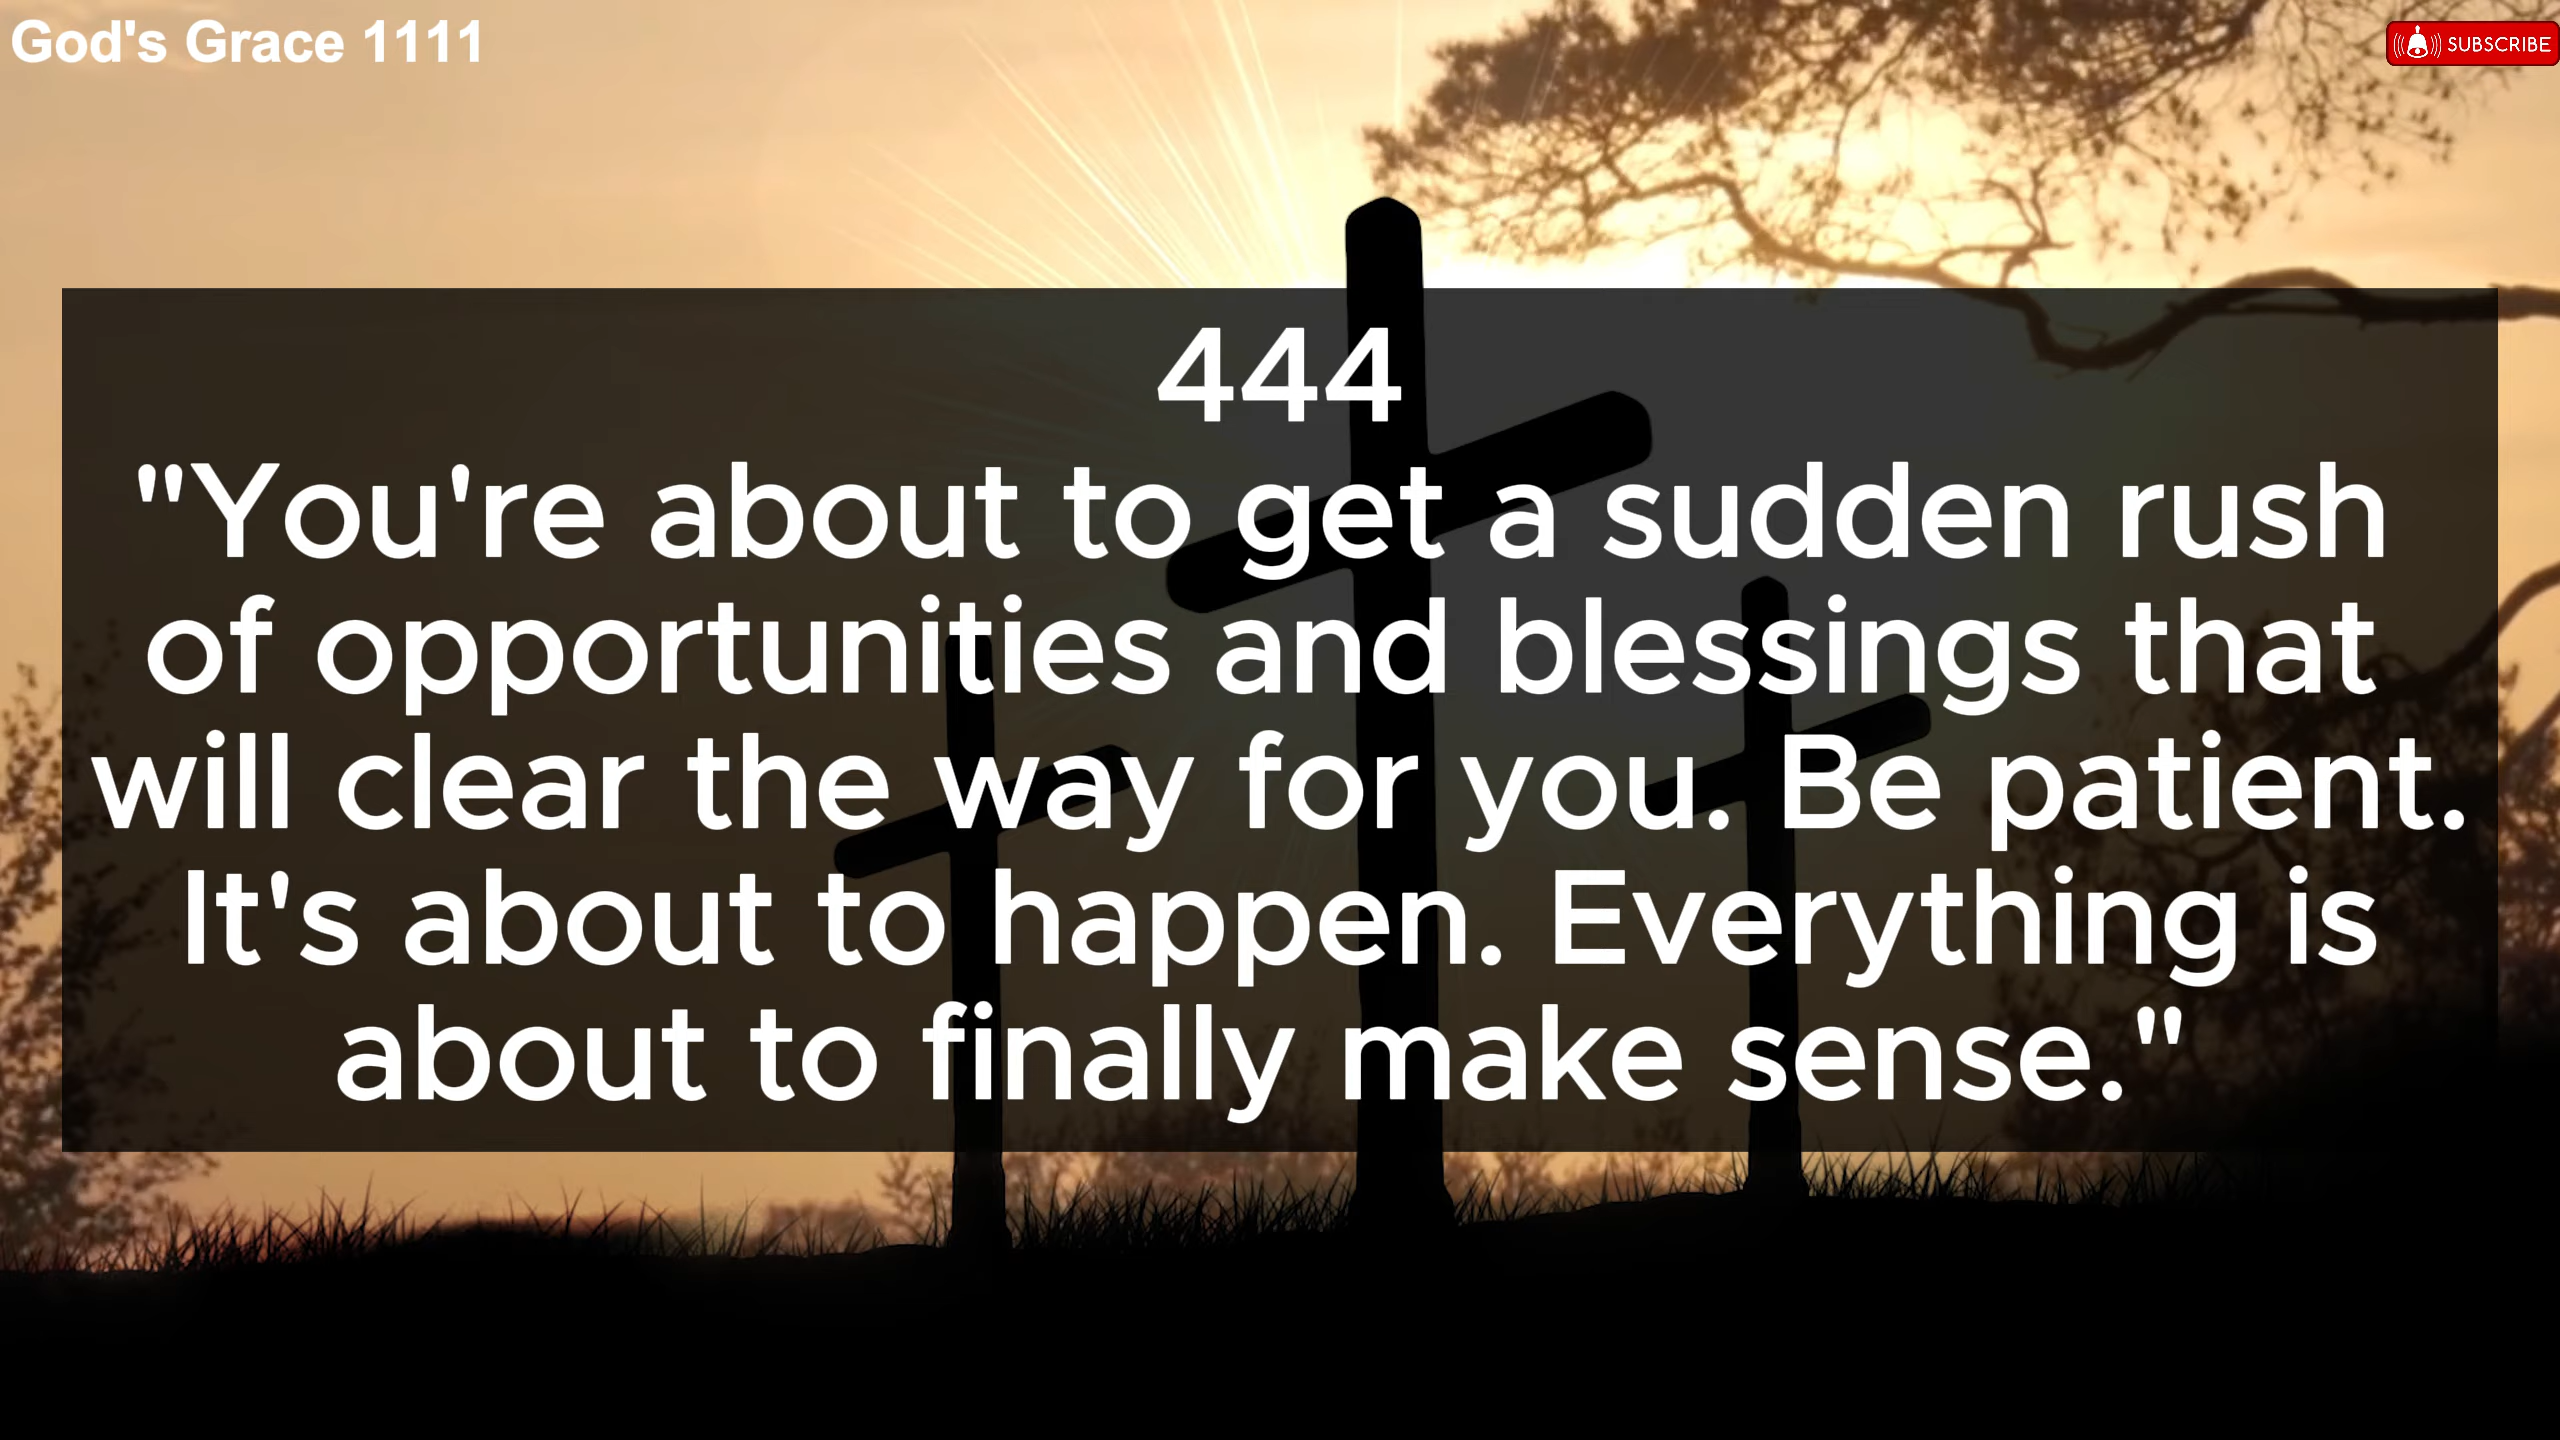 God's Grace 1111
SUBSCRIBE
444
"You're about to get a sudden rush
of opportunities and blessings that
will clear the way for you. Be patient.
It's about to happen. Everything is
about to finally make sense."